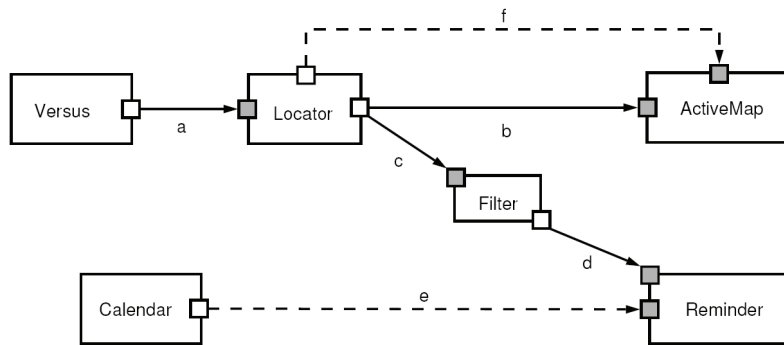 f
Versus
Locator
ActiveMap
a
b
c
Filter
d
Calendar
e
Reminder